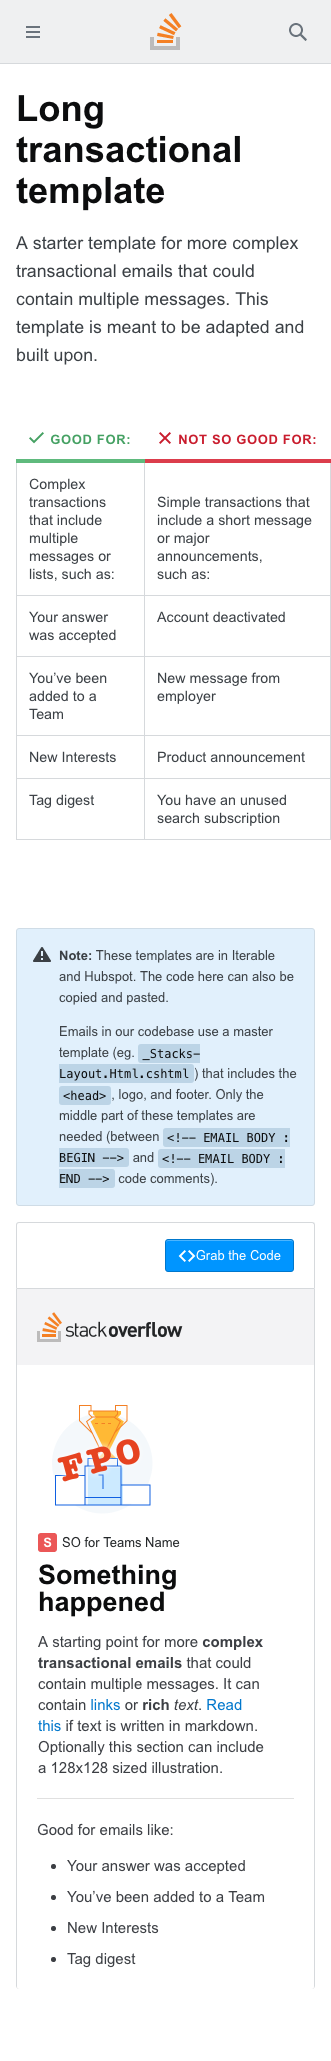 Long
transactional
template
A starter template for more complex
transactional emails that could
contain multiple messages. This
template is meant to be adapted and
built upon.
GOOD FOR:
NOT SO GOOD FOR:
Complex
transactions
that include
multiple
messages or
lists, such as:
Simple transactions that
include a short message
or major
announcements,
such as:
Your answer
was accepted
Account deactivated
You’ve been
added to a
Team
New message from
employer
New Interests
Product announcement
Tag digest
You have an unused
search subscription
Note: These templates are in Iterable
and Hubspot. The code here can also be
copied and pasted.
Emails in our codebase use a master
template (eg. _Stacks-
Layout.Html.cshtml ) that includes the
<head> , logo, and footer. Only the
middle part of these templates are
needed (between <!-- EMAIL BODY :
BEGIN --> and <!-- EMAIL BODY :
END --> code comments).
Grab the Code
stackoverflow
1
FPO
S SO for Teams Name
Something
happened
A starting point for more complex
transactional emails that could
contain multiple messages. It can
contain links or rich text. Read
this if text is written in markdown.
Optionally this section can include
a 128x128 sized illustration.
Good for emails like:
• Your answer was accepted
• You’ve been added to a Team
• New Interests
• Tag digest